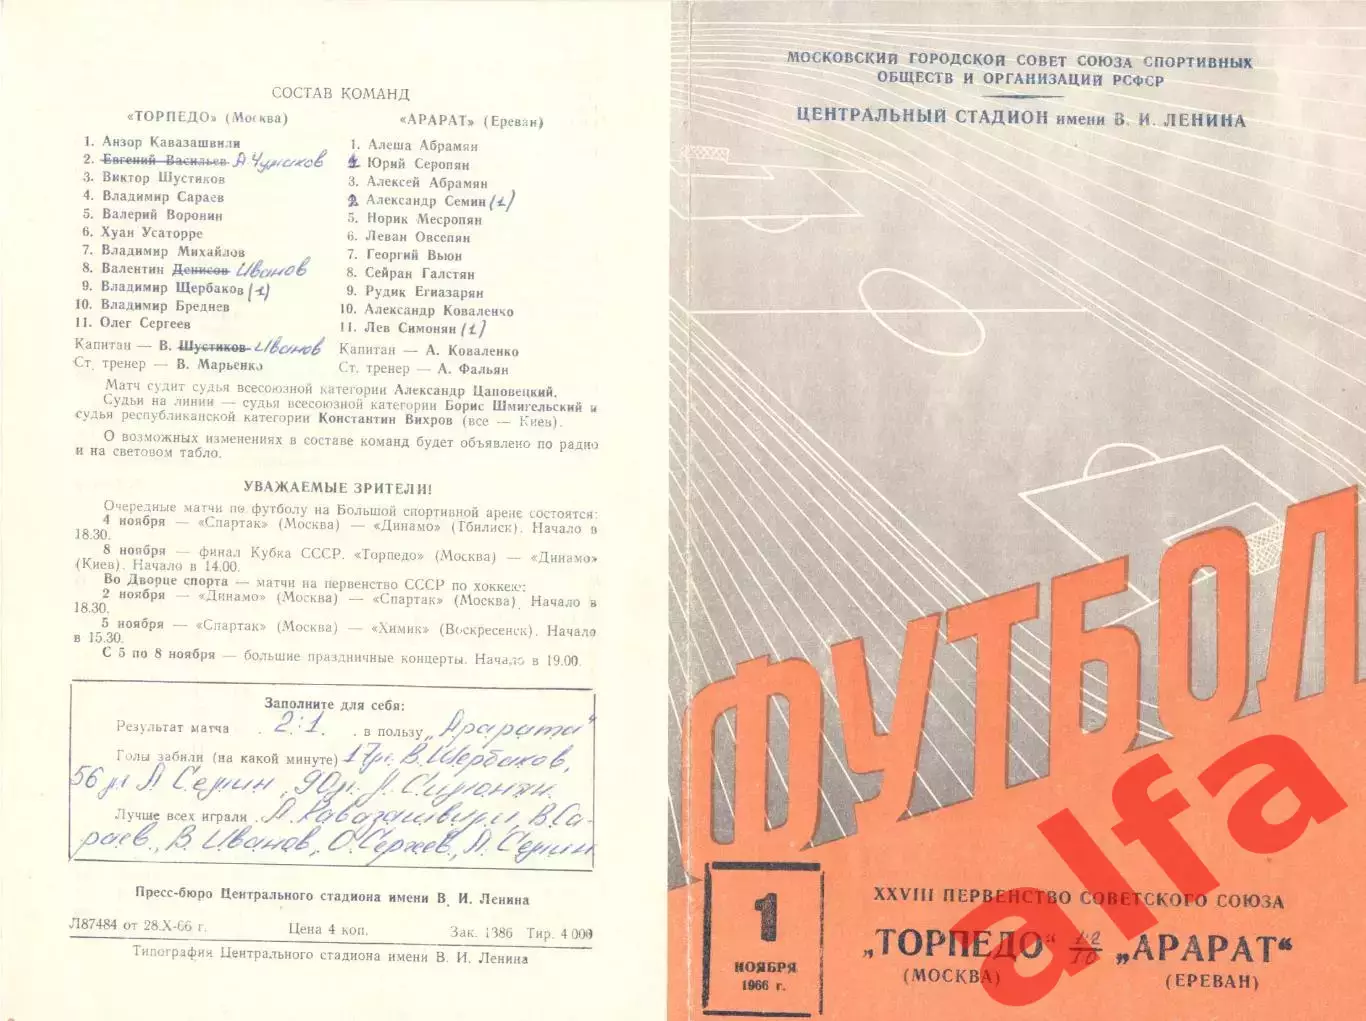 СОСТАВ КОМАНД
«ТОРПЕДО» (Москва)
1. Анзор Кавазашвили
2. Евгений Васильев А. Чумаков
3. Виктор Шустиков
4. Владимир Сараев
5. Валерий Воронин
6. Хуан Усаторре
7. Владимир Михайлов
8. Валентин Денисов Иванов
9. Владимир Щербаков (1)
10. Владимир Бреднев
11. Олег Сергеев
Капитан — В. Шустиков Иванов
Ст. тренер — В. Марьенко
«АРАРАТ» (Ереван)
1. Алеша Абрамян
Юрий Серопян
3. Алексей Абрамян
2. Александр Семин (1)
5. Норик Месропян
6. Леван Овсепян
7. Георгий Вьюн
8. Сейран Галстян
9. Рудик Егиазарян
10. Александр Коваленко
11. Лев Симонян (1)
Капитан — А. Коваленко
Ст. тренер — А. Фальян
Матч судит судья всесоюзной категории Александр Цаповецкий.
Судьи на линии — судья всесоюзной категории Борис Шмигельский и
судья республиканской категории Константин Вихров (все — Киев).
О возможных изменениях в составе команд будет объявлено по радио
и на световом табло.
УВАЖАЕМЫЕ ЗРИТЕЛИ!
Очередные матчи по футболу на Большой спортивной арене состоятся:
4 ноября — «Спартак» (Москва) — «Динамо» (Тбилиси). Начало в
18.30.
8 ноября — финал Кубка СССР. «Торпедо» (Москва) — «Динамо»
(Киев). Начало в 14.00.
Во Дворце спорта — матчи на первенство СССР по хоккею:
2 ноября — «Динамо» (Москва) — «Спартак» (Москва). Начало в
18.30.
5 ноября — «Спартак» (Москва) — «Химик» (Воскресенск). Начало
в 15.30.
С 5 по 8 ноября — большие праздничные концерты. Начало в 19.00.
Заполните для себя:
Результат матча 2:1 в пользу „Арарата"
Голы забили (на какой минуте) 17 м. В. Щербаков,
56 м. А. Семин, 90 м. Л. Симонян
Лучше всех играли А. Кавазашвили, В. Са-
раев, В. Иванов, О. Сергеев, А. Семин
Пресс-бюро Центрального стадиона имени В. И. Ленина
Л87484 от 28.X-66 г. Цена 4 коп. Зак. 1386 Тир. 4 000
Типография Центрального стадиона имени В. И. Ленина
МОСКОВСКИЙ ГОРОДСКОЙ СОВЕТ СОЮЗА СПОРТИВНЫХ
ОБЩЕСТВ И ОРГАНИЗАЦИЙ РСФСР
ЦЕНТРАЛЬНЫЙ СТАДИОН имени В. И. ЛЕНИНА
ФУТБОЛ
1
НОЯБРЯ
1966 г.
XXVIII ПЕРВЕНСТВО СОВЕТСКОГО СОЮЗА
„ТОРПЕДО" 1:2/1:0 „АРАРАТ"
(МОСКВА) (ЕРЕВАН)
alfa